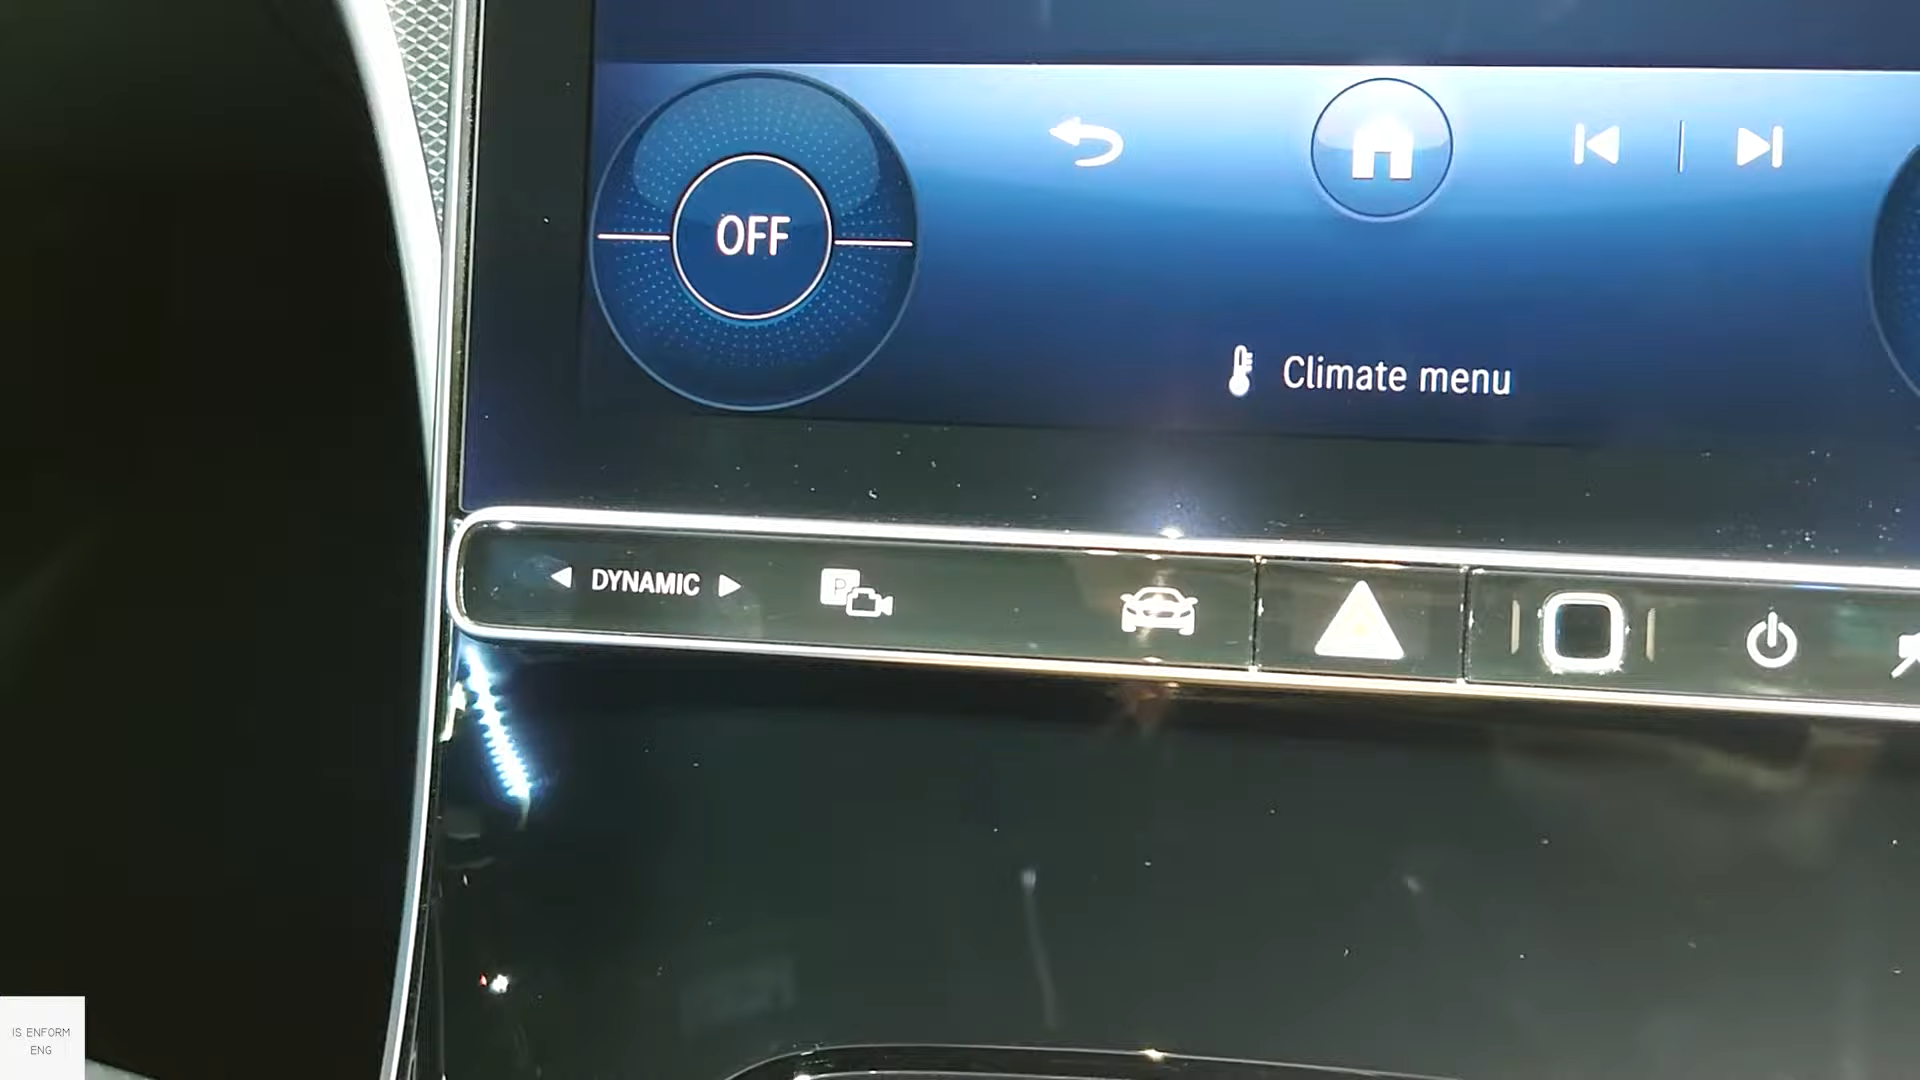 OFF
Climate menu
DYNAMIC
P
IS ENFORM
ENG